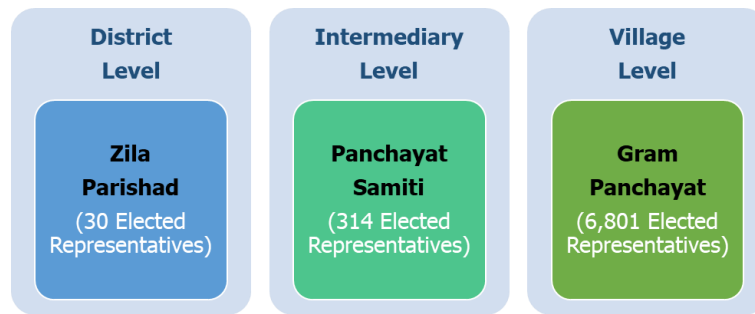 District
Level
Zila
Parishad
(30 Elected
Representatives)
Intermediary
Level
Panchayat
Samiti
(314 Elected
Representatives)
Village
Level
Gram
Panchayat
(6,801 Elected
Representatives)